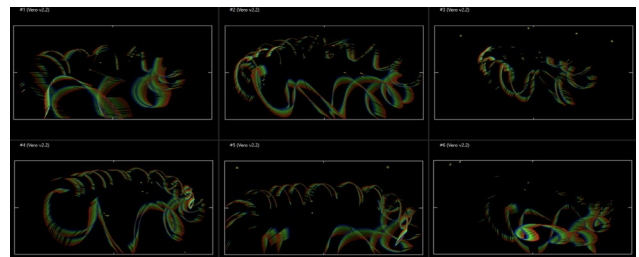 #1 (Vero v2.2)
#2 (Vero v2.2)
#3 (Vero v2.2)
#4 (Vero v2.2)
#5 (Vero v2.2)
#6 (Vero v2.2)